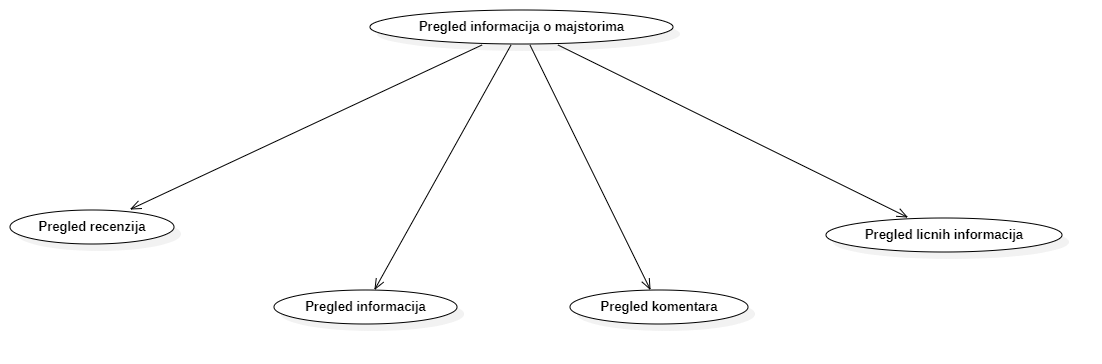 Pregled informacija o majstorima
Pregled recenzija
Pregled licnih informacija
Pregled informacija
Pregled komentara